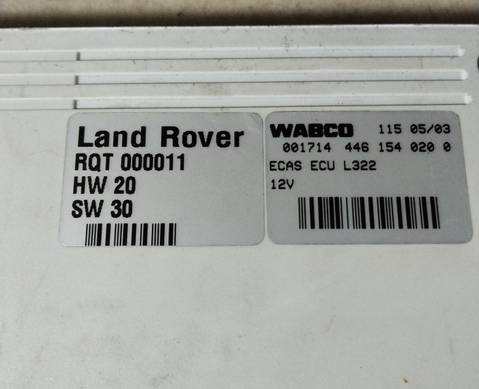 Land Rover
RQT 000011
HW 20
SW 30
WABCO 115 05/03
001714 446 154 020 0
ECAS ECU L322
12V